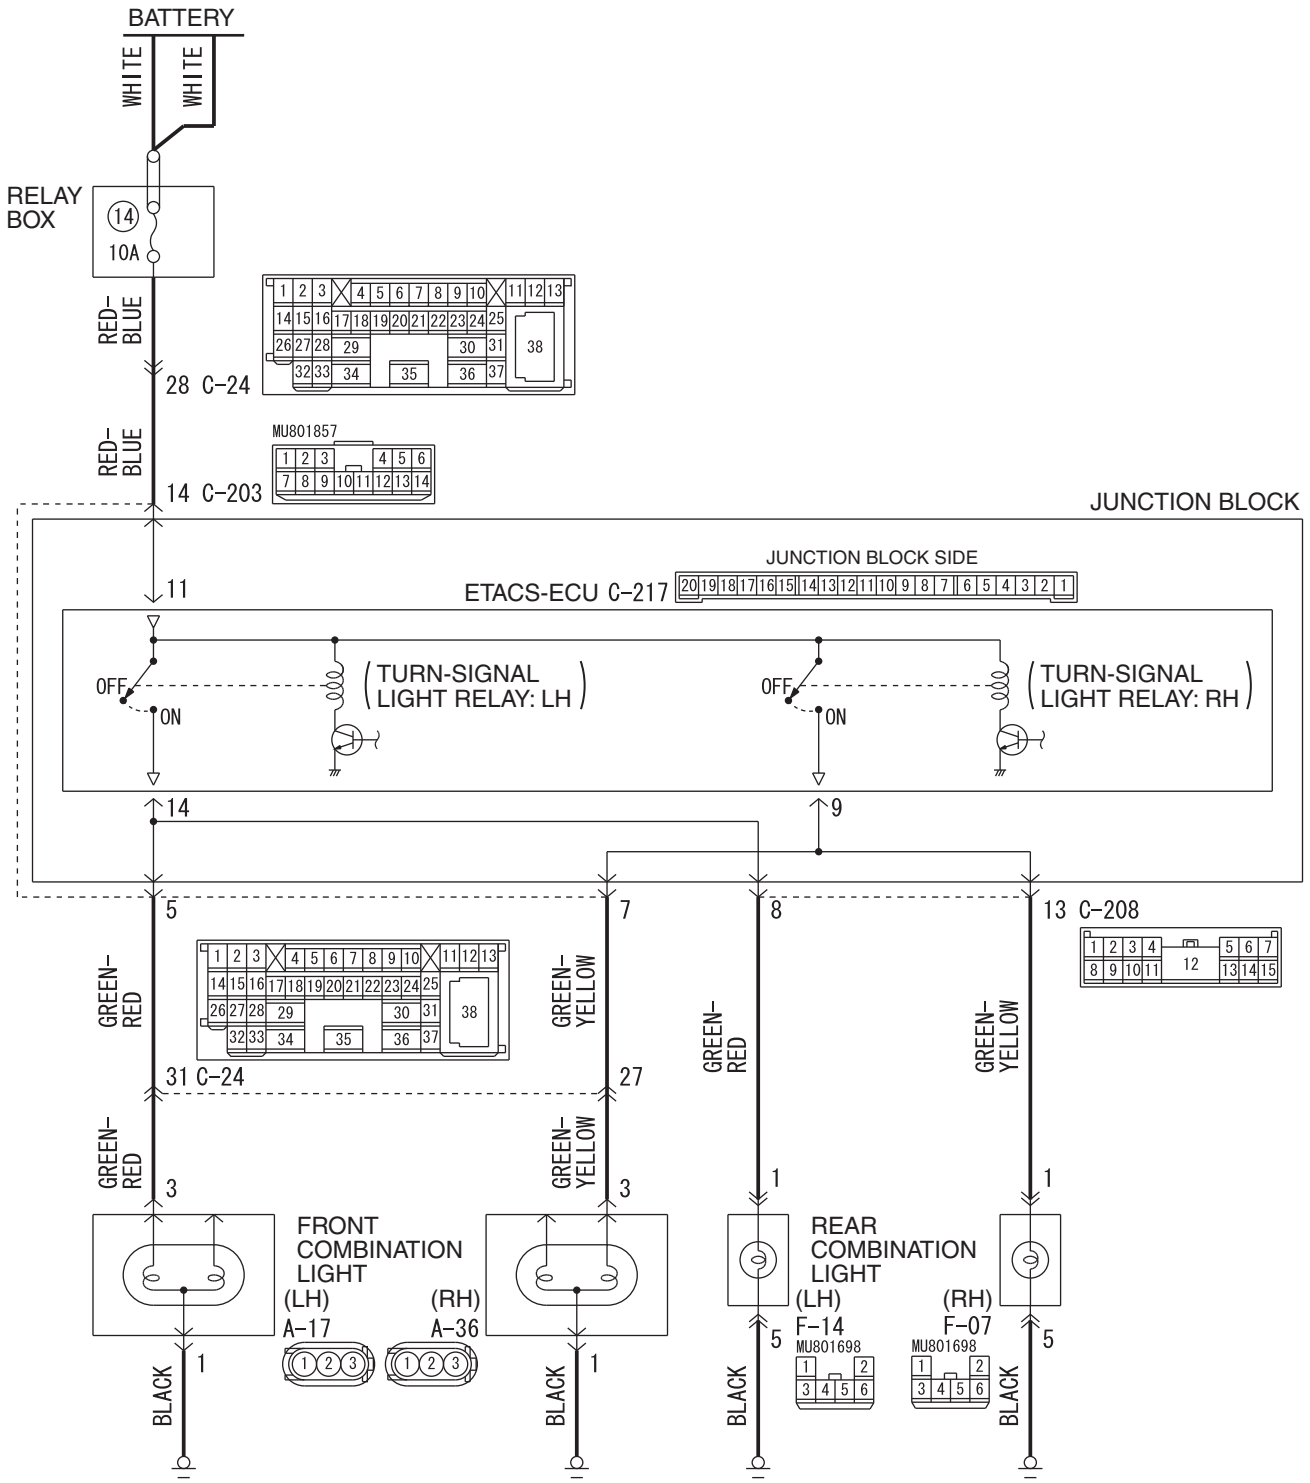 BATTERY
WHITE
WHITE
RELAY
BOX
14
10A
RED-
BLUE
1 2 3 4 5 6 7 8 9 10 11 12 13
14 15 16 17 18 19 20 21 22 23 24 25
26 27 28 29 30 31 38
32 33 34 35 36 37
28 C-24
RED-
BLUE
MU801857
1 2 3 4 5 6
7 8 9 10 11 12 13 14
14 C-203
JUNCTION BLOCK
JUNCTION BLOCK SIDE
11
ETACS-ECU C-217
20 19 18 17 16 15 14 13 12 11 10 9 8 7 6 5 4 3 2 1
OFF
ON
(TURN-SIGNAL
LIGHT RELAY: LH)
OFF
ON
(TURN-SIGNAL
LIGHT RELAY: RH)
14
9
5
7
8
13 C-208
1 2 3 4 5 6 7
8 9 10 11 12 13 14 15
GREEN-
RED
1 2 3 4 5 6 7 8 9 10 11 12 13
14 15 16 17 18 19 20 21 22 23 24 25
26 27 28 29 30 31 38
32 33 34 35 36 37
GREEN-
YELLOW
GREEN-
RED
GREEN-
YELLOW
31 C-24
27
GREEN-
RED
GREEN-
YELLOW
3
3
1
1
FRONT
COMBINATION
LIGHT
(LH)
A-17
1 2 3
(RH)
A-36
1 2 3
REAR
COMBINATION
LIGHT
(LH)
F-14
MU801698
1 2
3 4 5 6
(RH)
F-07
MU801698
1 2
3 4 5 6
1
1
5
5
BLACK
BLACK
BLACK
BLACK